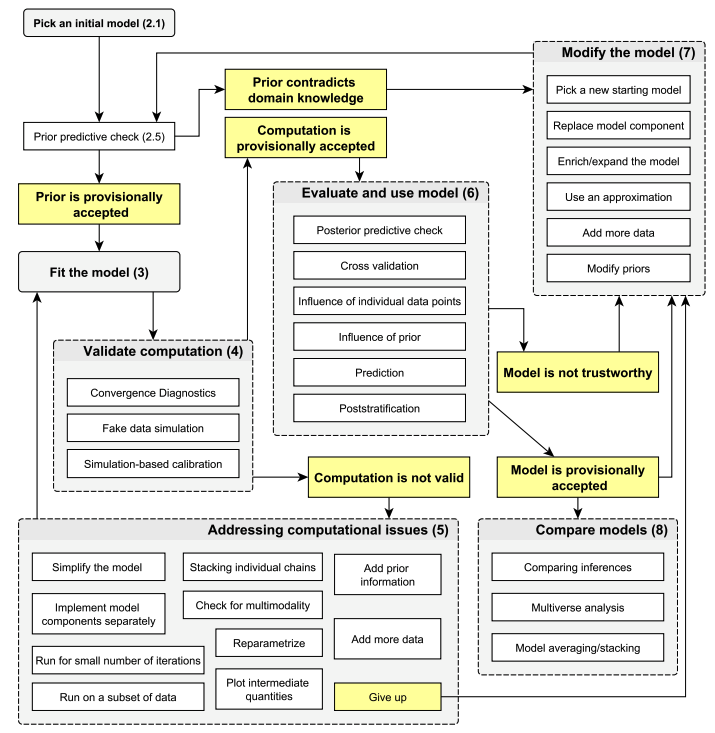 Pick an initial model (2.1)
Prior predictive check (2.5)
Prior is provisionally
accepted
Fit the model (3)
Prior contradicts
domain knowledge
Computation is
provisionally accepted
Validate computation (4)
Convergence Diagnostics
Fake data simulation
Simulation-based calibration
Evaluate and use model (6)
Posterior predictive check
Cross validation
Influence of individual data points
Influence of prior
Prediction
Poststratification
Modify the model (7)
Pick a new starting model
Replace model component
Enrich/expand the model
Use an approximation
Add more data
Modify priors
Model is not trustworthy
Computation is not valid
Model is provisionally
accepted
Addressing computational issues (5)
Simplify the model
Implement model
components separately
Run for small number of iterations
Run on a subset of data
Stacking individual chains
Check for multimodality
Reparametrize
Plot intermediate
quantities
Add prior
information
Add more data
Give up
Compare models (8)
Comparing inferences
Multiverse analysis
Model averaging/stacking